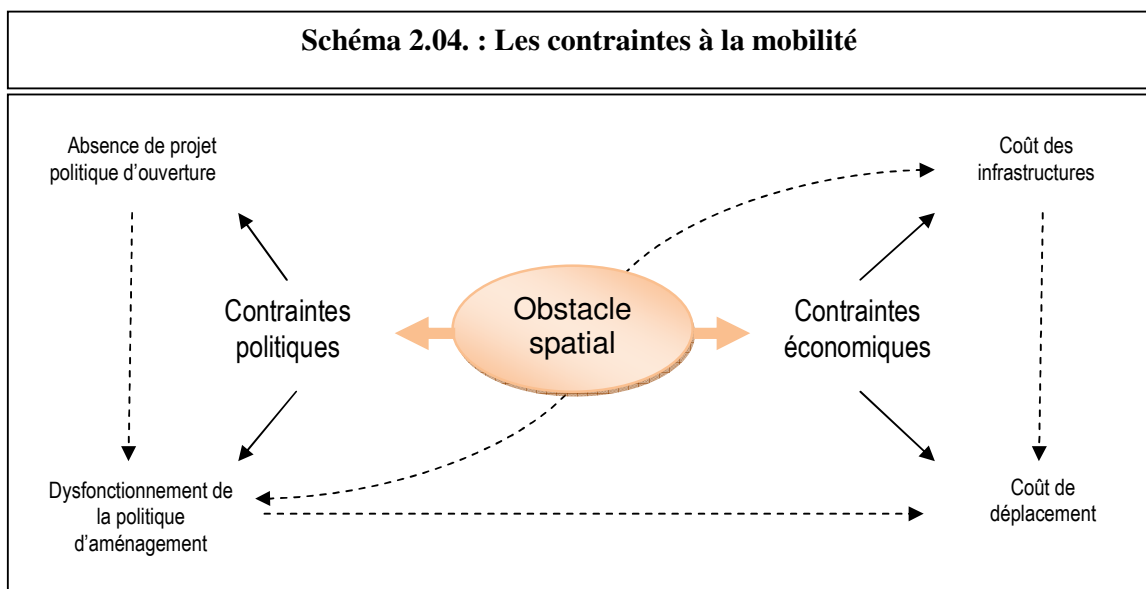 Schéma 2.04. : Les contraintes à la mobilité
Absence de projet
politique d’ouverture
Coût des
infrastructures
Contraintes
politiques
Obstacle
spatial
Contraintes
économiques
Dysfonctionnement de
la politique
d’aménagement
Coût de
déplacement